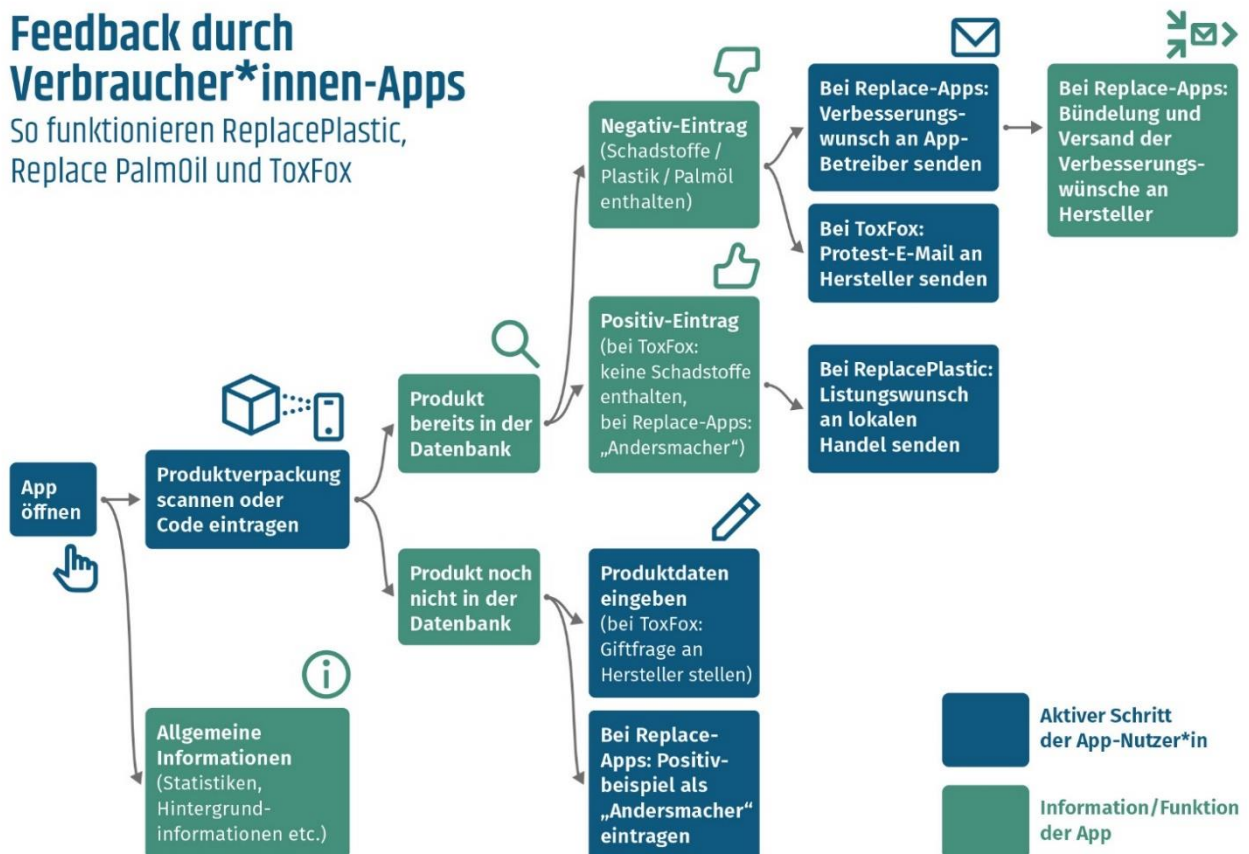 Feedback durch
Verbraucher*innen-Apps
So funktionieren ReplacePlastic,
Replace PalmOil und ToxFox
App
öffnen
Produktverpackung
scannen oder
Code eintragen
Allgemeine
Informationen
(Statistiken,
Hintergrund-
informationen etc.)
Produkt
bereits in der
Datenbank
Produkt noch
nicht in der
Datenbank
Negativ-Eintrag
(Schadstoffe /
Plastik / Palmöl
enthalten)
Positiv-Eintrag
(bei ToxFox:
keine Schadstoffe
enthalten,
bei Replace-Apps:
„Andersmacher“)
Produktdaten
eingeben
(bei ToxFox:
Giftfrage an
Hersteller stellen)
Bei Replace-
Apps: Positiv-
beispiel als
„Andersmacher“
eintragen
Bei Replace-Apps:
Verbesserungs-
wunsch an App-
Betreiber senden
Bei ToxFox:
Protest-E-Mail an
Hersteller senden
Bei ReplacePlastic:
Listungswunsch
an lokalen
Handel senden
Bei Replace-Apps:
Bündelung und
Versand der
Verbesserungs-
wünsche an
Hersteller
Aktiver Schritt
der App-Nutzer*in
Information/Funktion
der App